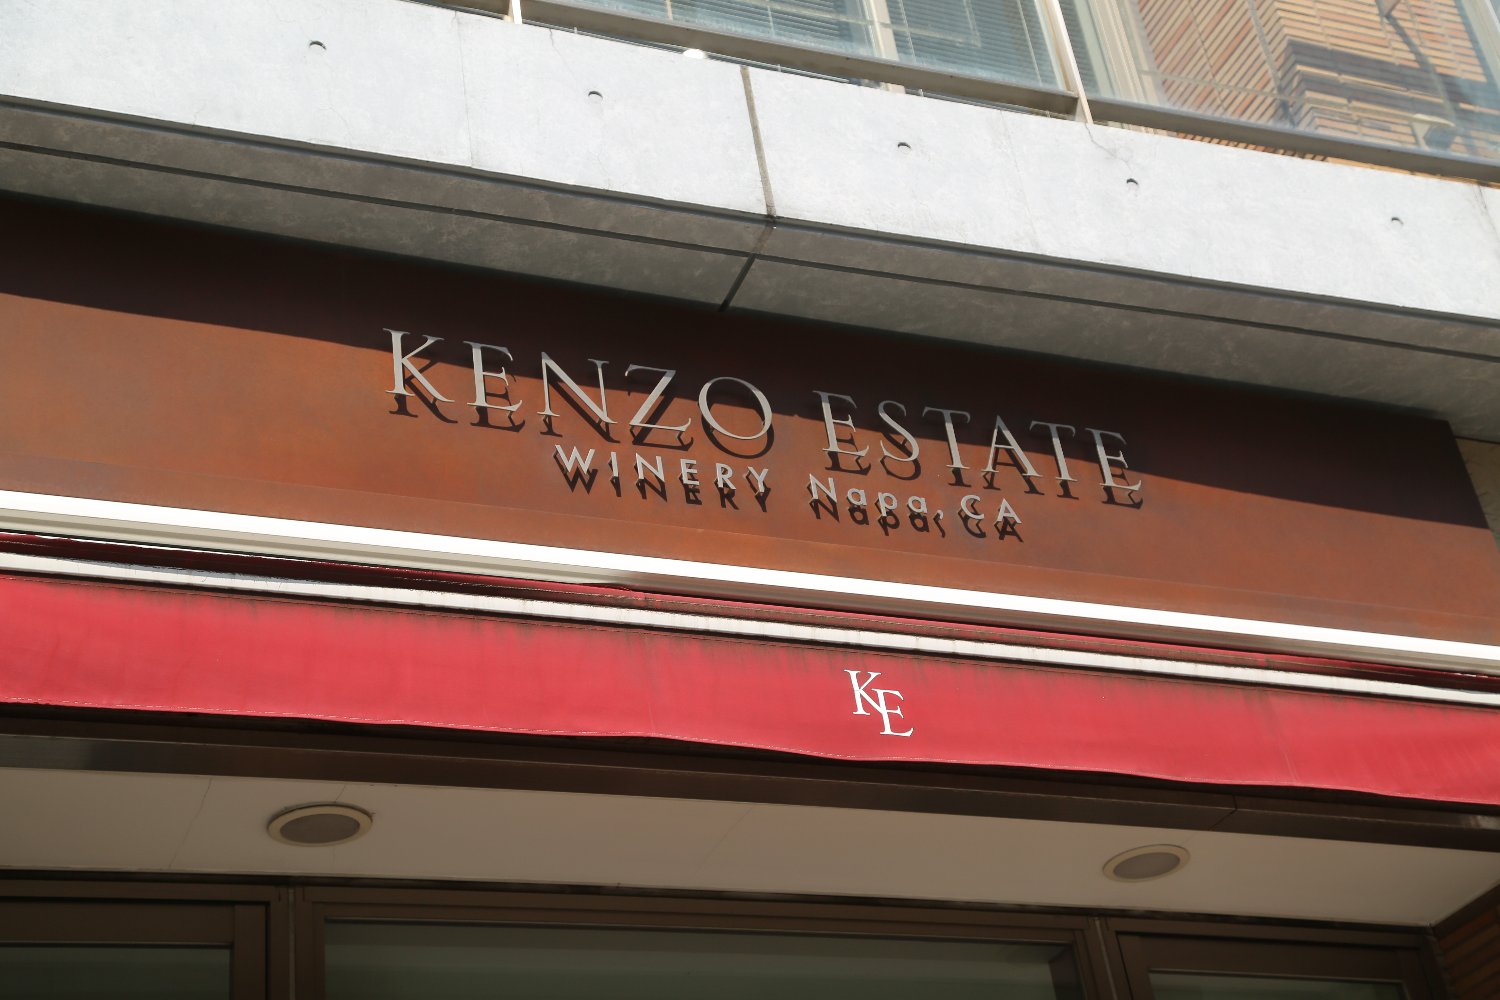 KENZO ESTATE
WINERY Napa, CA
KE